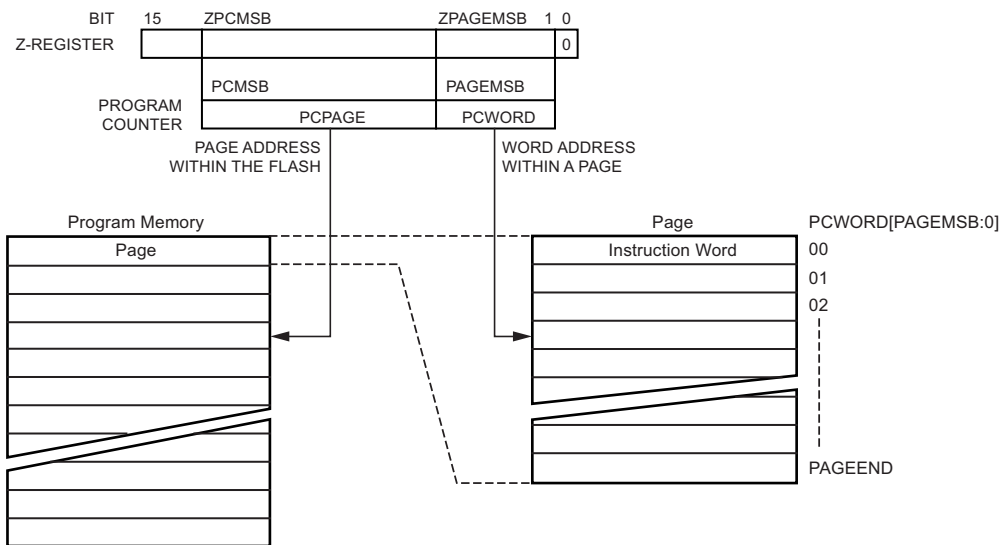 BIT 15 ZPCMSB ZPAGEMSB 1 0
Z-REGISTER 0
PCMSB PAGEMSB
PROGRAM
COUNTER
PCPAGE PCWORD
PAGE ADDRESS
WITHIN THE FLASH
WORD ADDRESS
WITHIN A PAGE
Program Memory
Page
Page PCWORD[PAGEMSB:0]
Instruction Word 00
01
02
PAGEEND